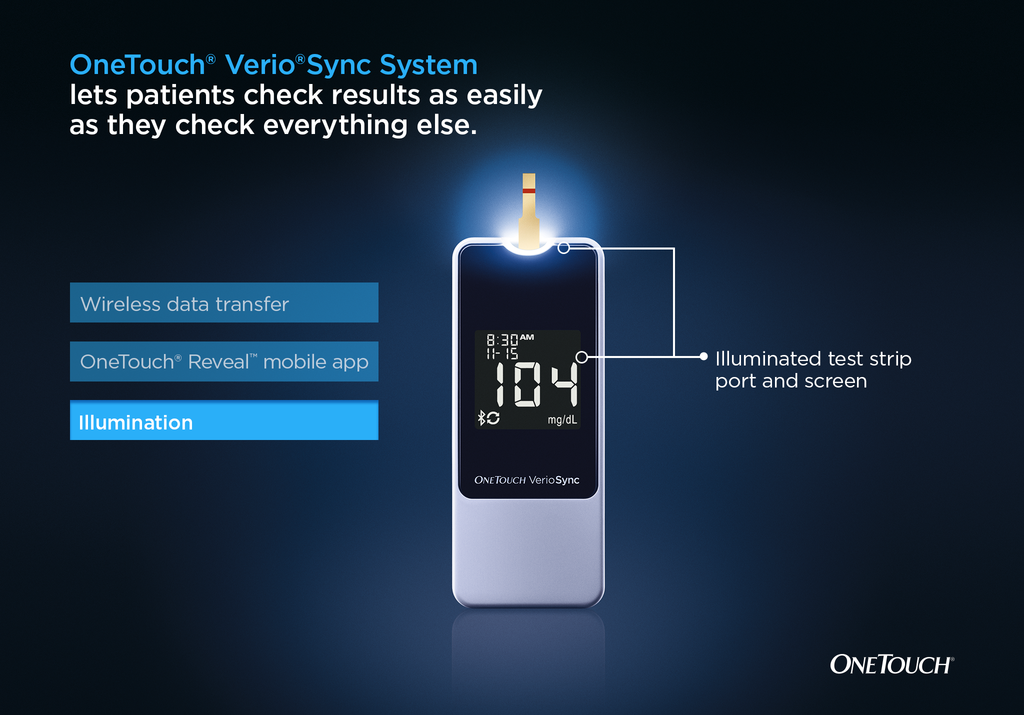 OneTouch® Verio®Sync System
lets patients check results as easily
as they check everything else.
Wireless data transfer
OneTouch® Reveal™ mobile app
Illumination
8:30 AM
11-15
104
mg/dL
ONETOUCH VerioSync
Illuminated test strip
port and screen
ONETOUCH®